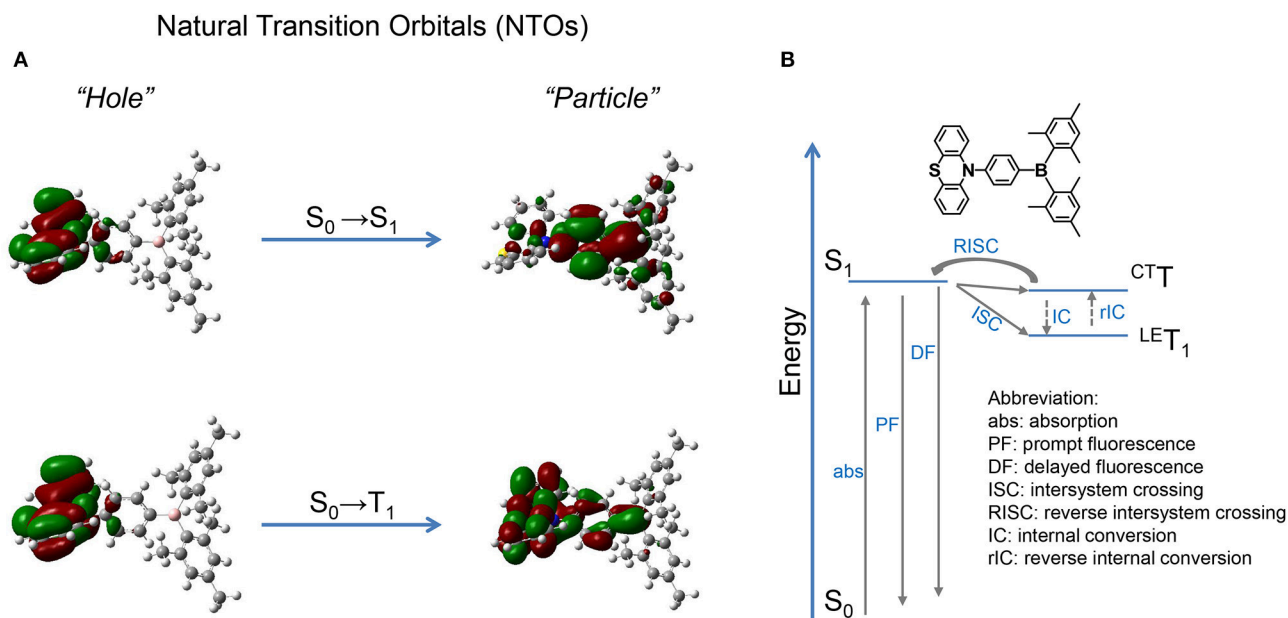 Natural Transition Orbitals (NTOs)
A
"Hole"
"Particle"
S₀→S₁
S₀→T₁
B
S
N
B
Energy
S₁
RISC
CTT
ISC
IC
rIC
LET₁
DF
PF
abs
S₀
Abbreviation:
abs: absorption
PF: prompt fluorescence
DF: delayed fluorescence
ISC: intersystem crossing
RISC: reverse intersystem crossing
IC: internal conversion
rIC: reverse internal conversion